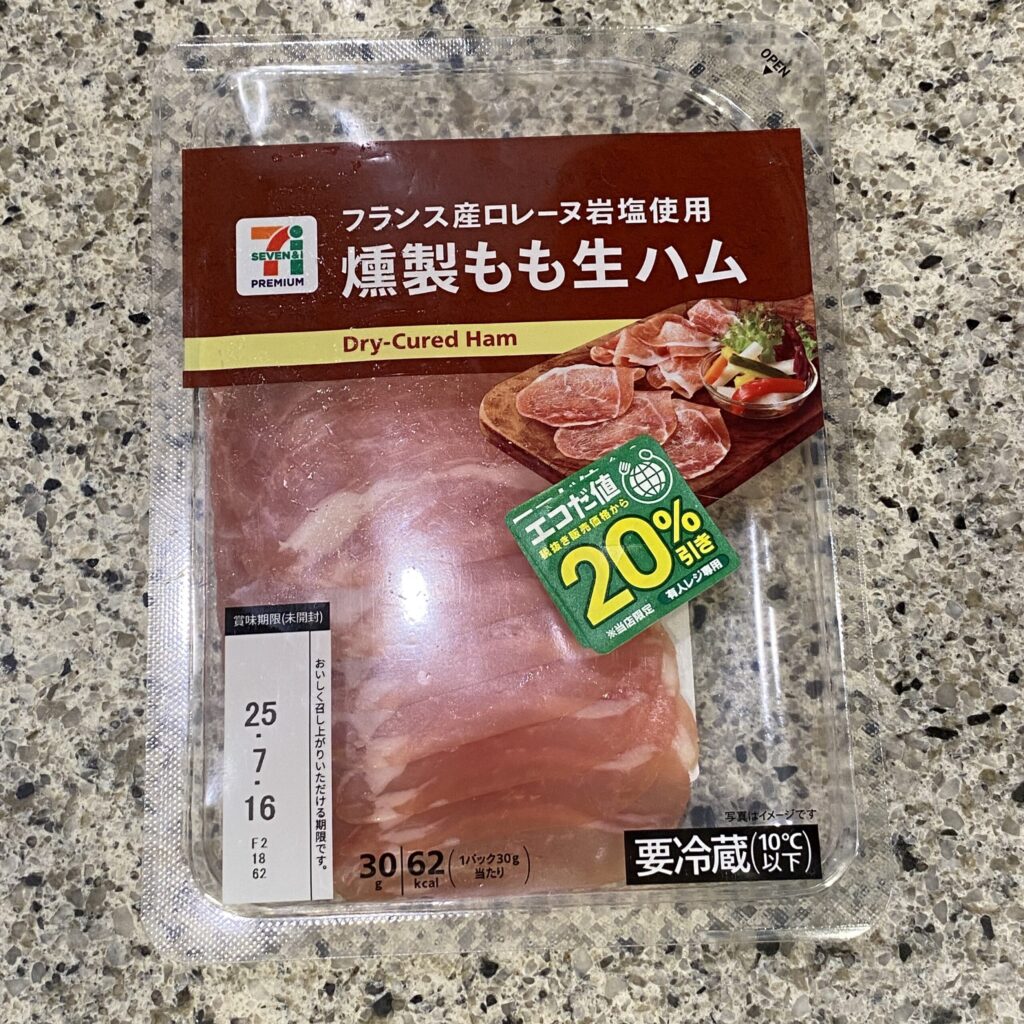 OPEN
フランス産ロレーヌ岩塩使用
7i
SEVEN&i
PREMIUM
燻製もも生ハム
Dry-Cured Ham
エコだ値
税抜き販売価格から
20%引き
有人レジ専用
※当店限定
賞味期限(未開封)
おいしく召し上がりいただける期限です。
25・7・16
F2
18
62
30g 62kcal (1パック30g当たり)
写真はイメージです
要冷蔵(10℃以下)